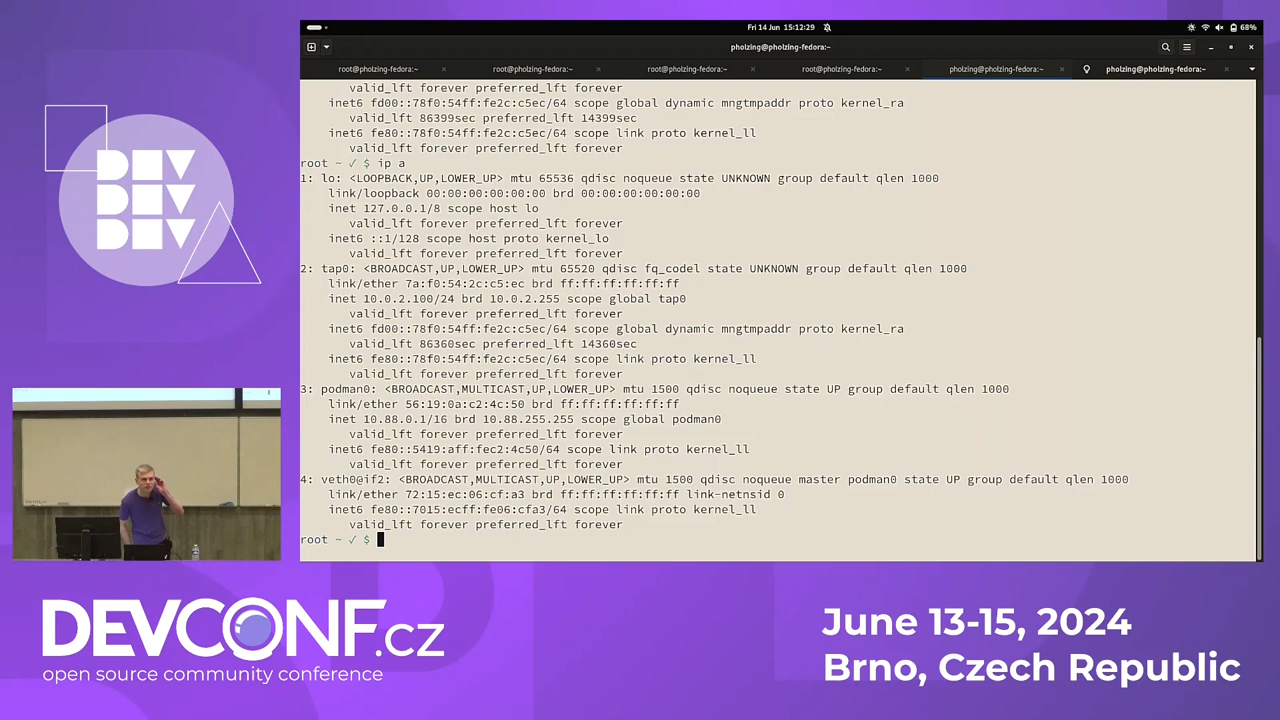 DEV
DEV
DEV
Fri 14 Jun 15:12:29
68%
pholzing@pholzing-fedora:~
root@pholzing-fedora:~ × root@pholzing-fedora:~ × root@pholzing-fedora:~ × root@pholzing-fedora:~ × pholzing@pholzing-fedora:~ × pholzing@pholzing-fedora:~ ×
valid_lft forever preferred_lft forever
inet6 fd00::78f0:54ff:fe2c:c5ec/64 scope global dynamic mngtmpaddr proto kernel_ra
valid_lft 86399sec preferred_lft 14399sec
inet6 fe80::78f0:54ff:fe2c:c5ec/64 scope link proto kernel_ll
valid_lft forever preferred_lft forever
root ~ ✓ $ ip a
1: lo: <LOOPBACK,UP,LOWER_UP> mtu 65536 qdisc noqueue state UNKNOWN group default qlen 1000
link/loopback 00:00:00:00:00:00 brd 00:00:00:00:00:00
inet 127.0.0.1/8 scope host lo
valid_lft forever preferred_lft forever
inet6 ::1/128 scope host proto kernel_lo
valid_lft forever preferred_lft forever
2: tap0: <BROADCAST,UP,LOWER_UP> mtu 65520 qdisc fq_codel state UNKNOWN group default qlen 1000
link/ether 7a:f0:54:2c:c5:ec brd ff:ff:ff:ff:ff:ff
inet 10.0.2.100/24 brd 10.0.2.255 scope global tap0
valid_lft forever preferred_lft forever
inet6 fd00::78f0:54ff:fe2c:c5ec/64 scope global dynamic mngtmpaddr proto kernel_ra
valid_lft 86360sec preferred_lft 14360sec
inet6 fe80::78f0:54ff:fe2c:c5ec/64 scope link proto kernel_ll
valid_lft forever preferred_lft forever
3: podman0: <BROADCAST,MULTICAST,UP,LOWER_UP> mtu 1500 qdisc noqueue state UP group default qlen 1000
link/ether 56:19:0a:c2:4c:50 brd ff:ff:ff:ff:ff:ff
inet 10.88.0.1/16 brd 10.88.255.255 scope global podman0
valid_lft forever preferred_lft forever
inet6 fe80::5419:aff:fec2:4c50/64 scope link proto kernel_ll
valid_lft forever preferred_lft forever
4: veth0@if2: <BROADCAST,MULTICAST,UP,LOWER_UP> mtu 1500 qdisc noqueue master podman0 state UP group default qlen 1000
link/ether 72:15:ec:06:cf:a3 brd ff:ff:ff:ff:ff:ff link-netnsid 0
inet6 fe80::7015:ecff:fe06:cfa3/64 scope link proto kernel_ll
valid_lft forever preferred_lft forever
root ~ ✓ $
DEVCONF.cz
open source community conference
June 13-15, 2024
Brno, Czech Republic